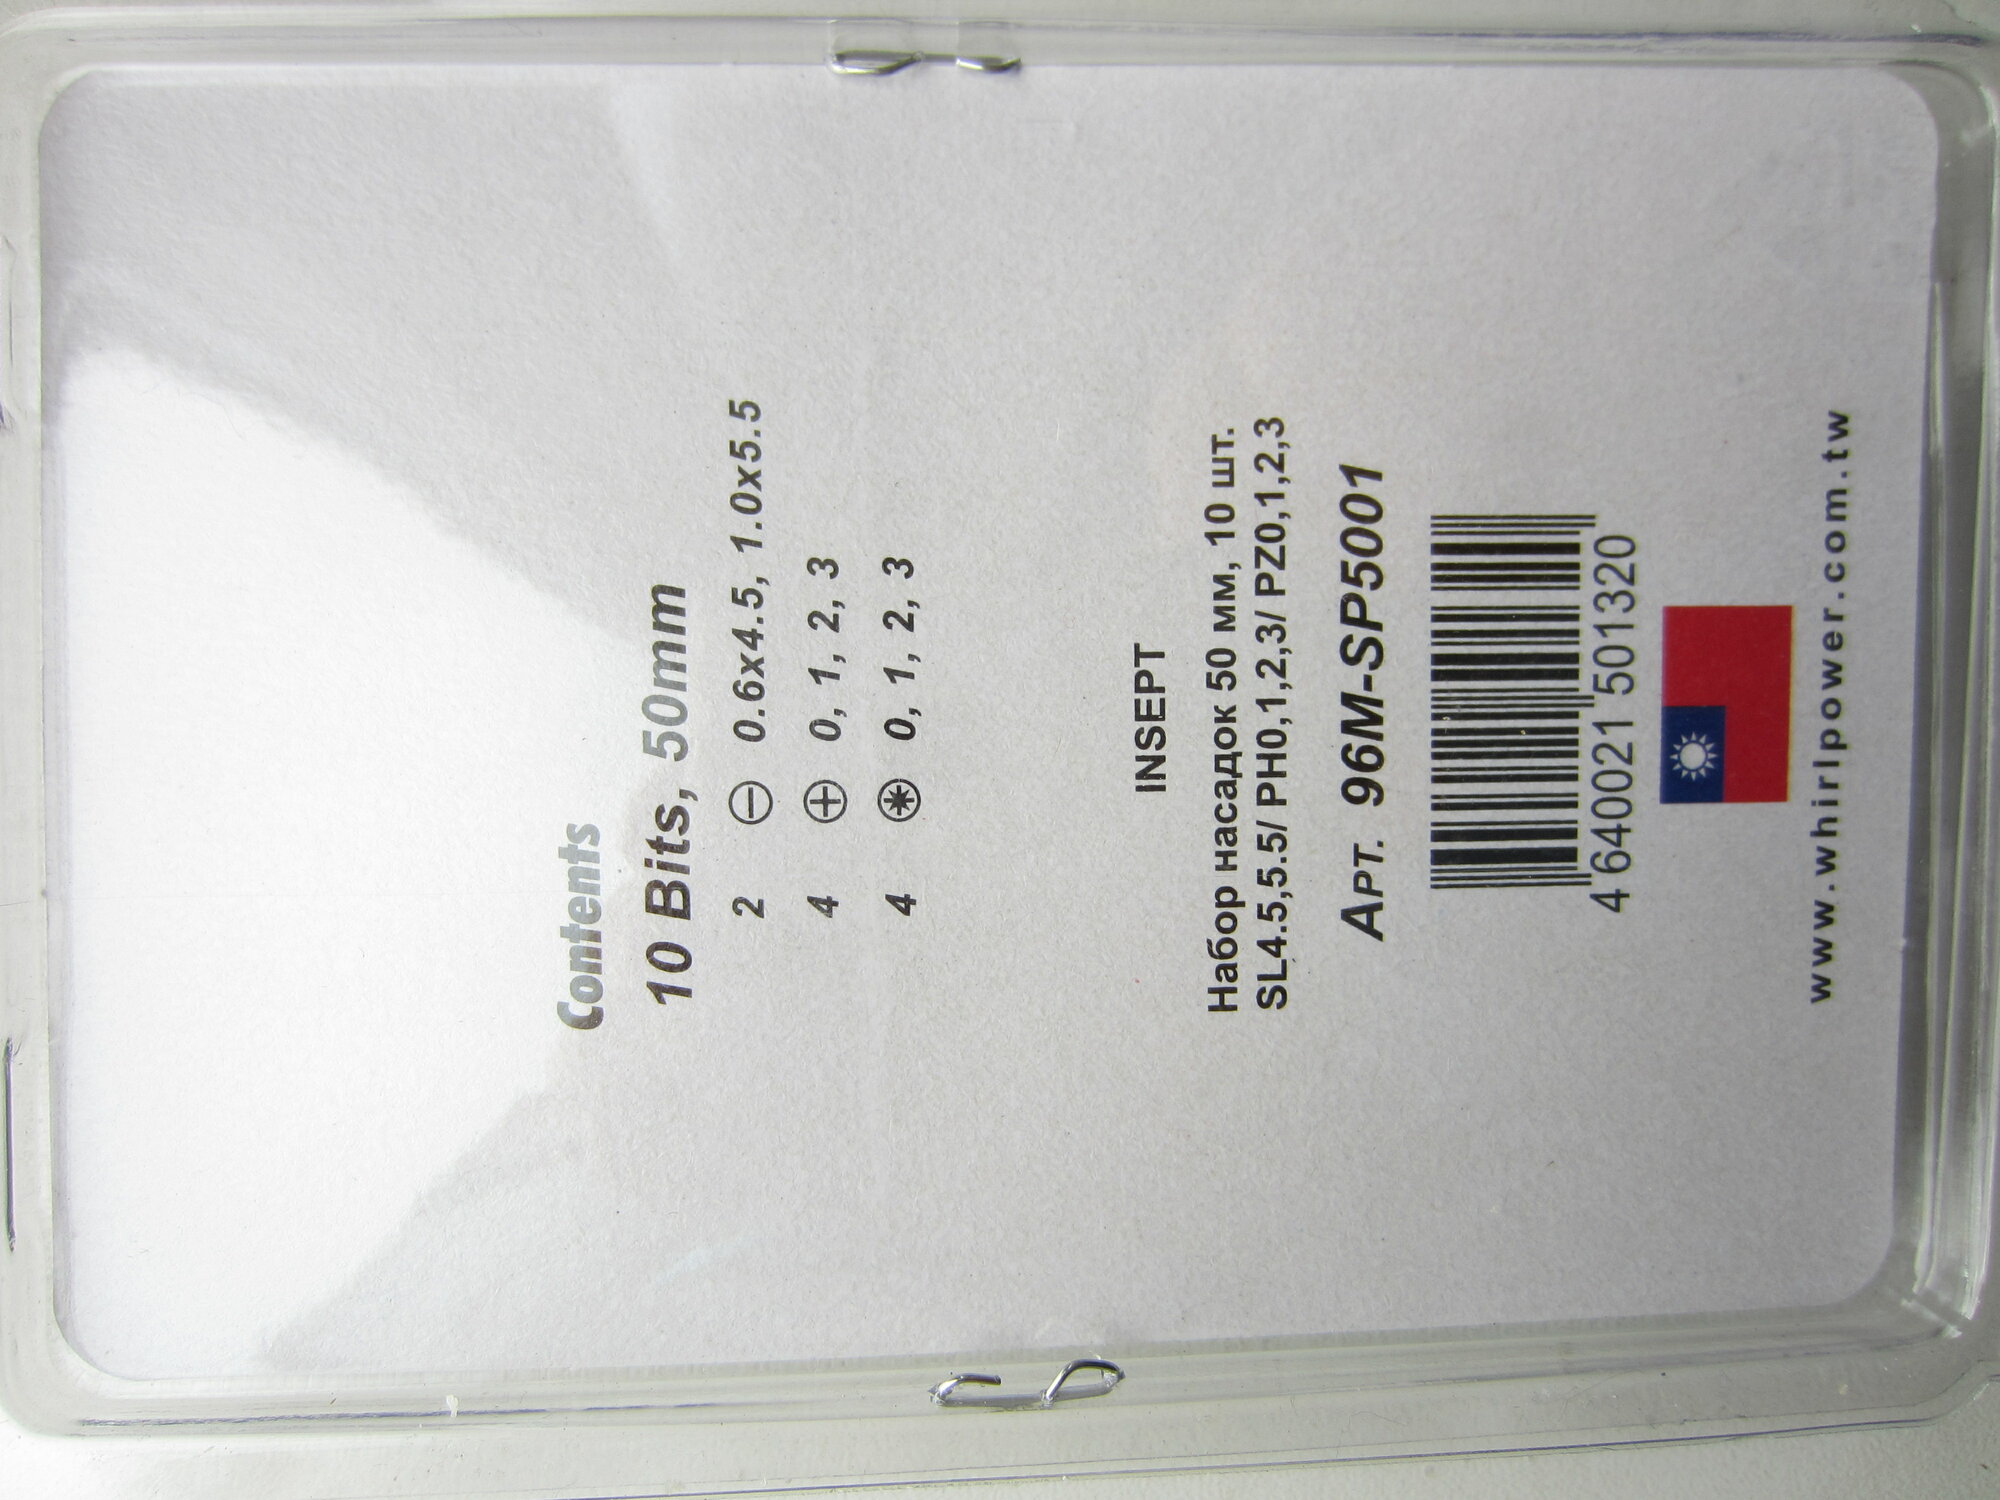 Contents
10 Bits, 50mm
2 ⊖ 0.6x4.5, 1.0x5.5
4 ⊕ 0, 1, 2, 3
4 0, 1, 2, 3
INSEPT
Набор насадок 50 мм, 10 шт.
SL4.5,5.5/ PH0,1,2,3/ PZ0,1,2,3
Арт. 96M-SP5001
4 640021 501320
www.whirlpower.com.tw